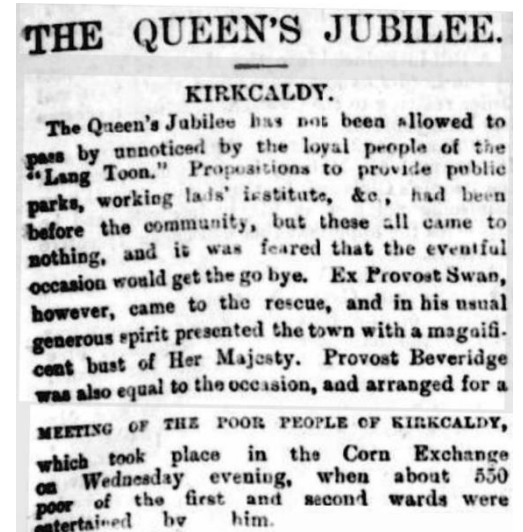 THE QUEEN'S JUBILEE.
KIRKCALDY.
The Queen's Jubilee has not been allowed to
pass by unnoticed by the loyal people of the
"Lang Toon." Propositions to provide public
parks, working lads' institute, &c., had been
before the community, but these all came to
nothing, and it was feared that the eventful
occasion would get the go bye. Ex Provost Swan,
however, came to the rescue, and in his usual
generous spirit presented the town with a magnifi-
cent bust of Her Majesty. Provost Beveridge
was also equal to the occasion, and arranged for a
MEETING OF THE POOR PEOPLE OF KIRKCALDY,
which took place in the Corn Exchange
on Wednesday evening, when about 550
poor of the first and second wards were
entertained by him.